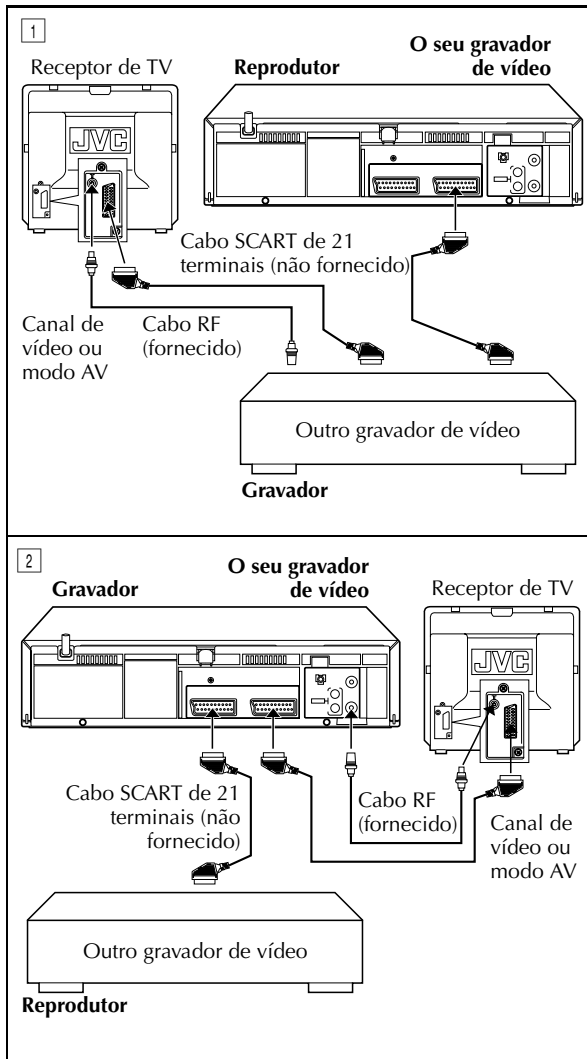 1
O seu gravador
de vídeo
Receptor de TV
Reprodutor
JVC
Cabo SCART de 21
terminais (não fornecido)
Canal de
vídeo ou
modo AV
Cabo RF
(fornecido)
Outro gravador de vídeo
Gravador
2
O seu gravador
de vídeo
Gravador
Receptor de TV
JVC
Cabo SCART de 21
terminais (não
fornecido)
Cabo RF
(fornecido)
Canal de
vídeo ou
modo AV
Outro gravador de vídeo
Reprodutor